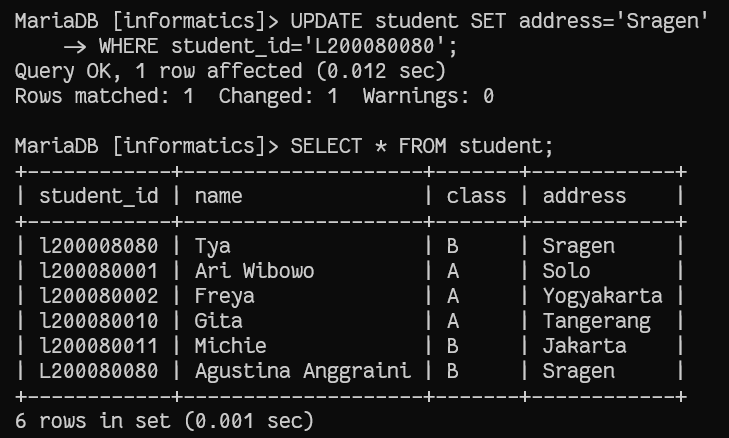 MariaDB [informatics]> UPDATE student SET address='Sragen'
    -> WHERE student_id='L200080080';
Query OK, 1 row affected (0.012 sec)
Rows matched: 1  Changed: 1  Warnings: 0

MariaDB [informatics]> SELECT * FROM student;
+------------+--------------------+-------+------------+
| student_id | name               | class | address    |
+------------+--------------------+-------+------------+
| l200008080 | Tya                | B     | Sragen     |
| l200080001 | Ari Wibowo         | A     | Solo       |
| l200080002 | Freya              | A     | Yogyakarta |
| l200080010 | Gita               | A     | Tangerang  |
| l200080011 | Michie             | B     | Jakarta    |
| L200080080 | Agustina Anggraini | B     | Sragen     |
+------------+--------------------+-------+------------+
6 rows in set (0.001 sec)